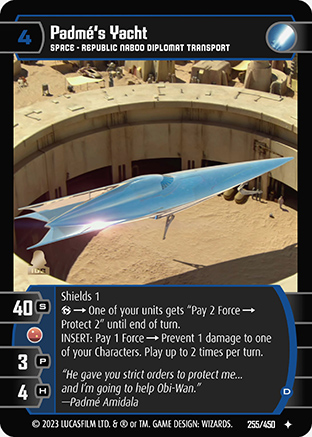 4 Padmé's Yacht
SPACE - REPUBLIC NABOO DIPLOMAT TRANSPORT
Shields 1
→ One of your units gets "Pay 2 Force →
Protect 2" until end of turn.
INSERT: Pay 1 Force → Prevent 1 damage to one
of your Characters. Play up to 2 times per turn.
"He gave you strict orders to protect me...
and I'm going to help Obi-Wan."
—Padmé Amidala
40 S
3 P
4 H
D
© 2023 LUCASFILM LTD. & ® or TM. GAME DESIGN: WIZARDS. 255/450